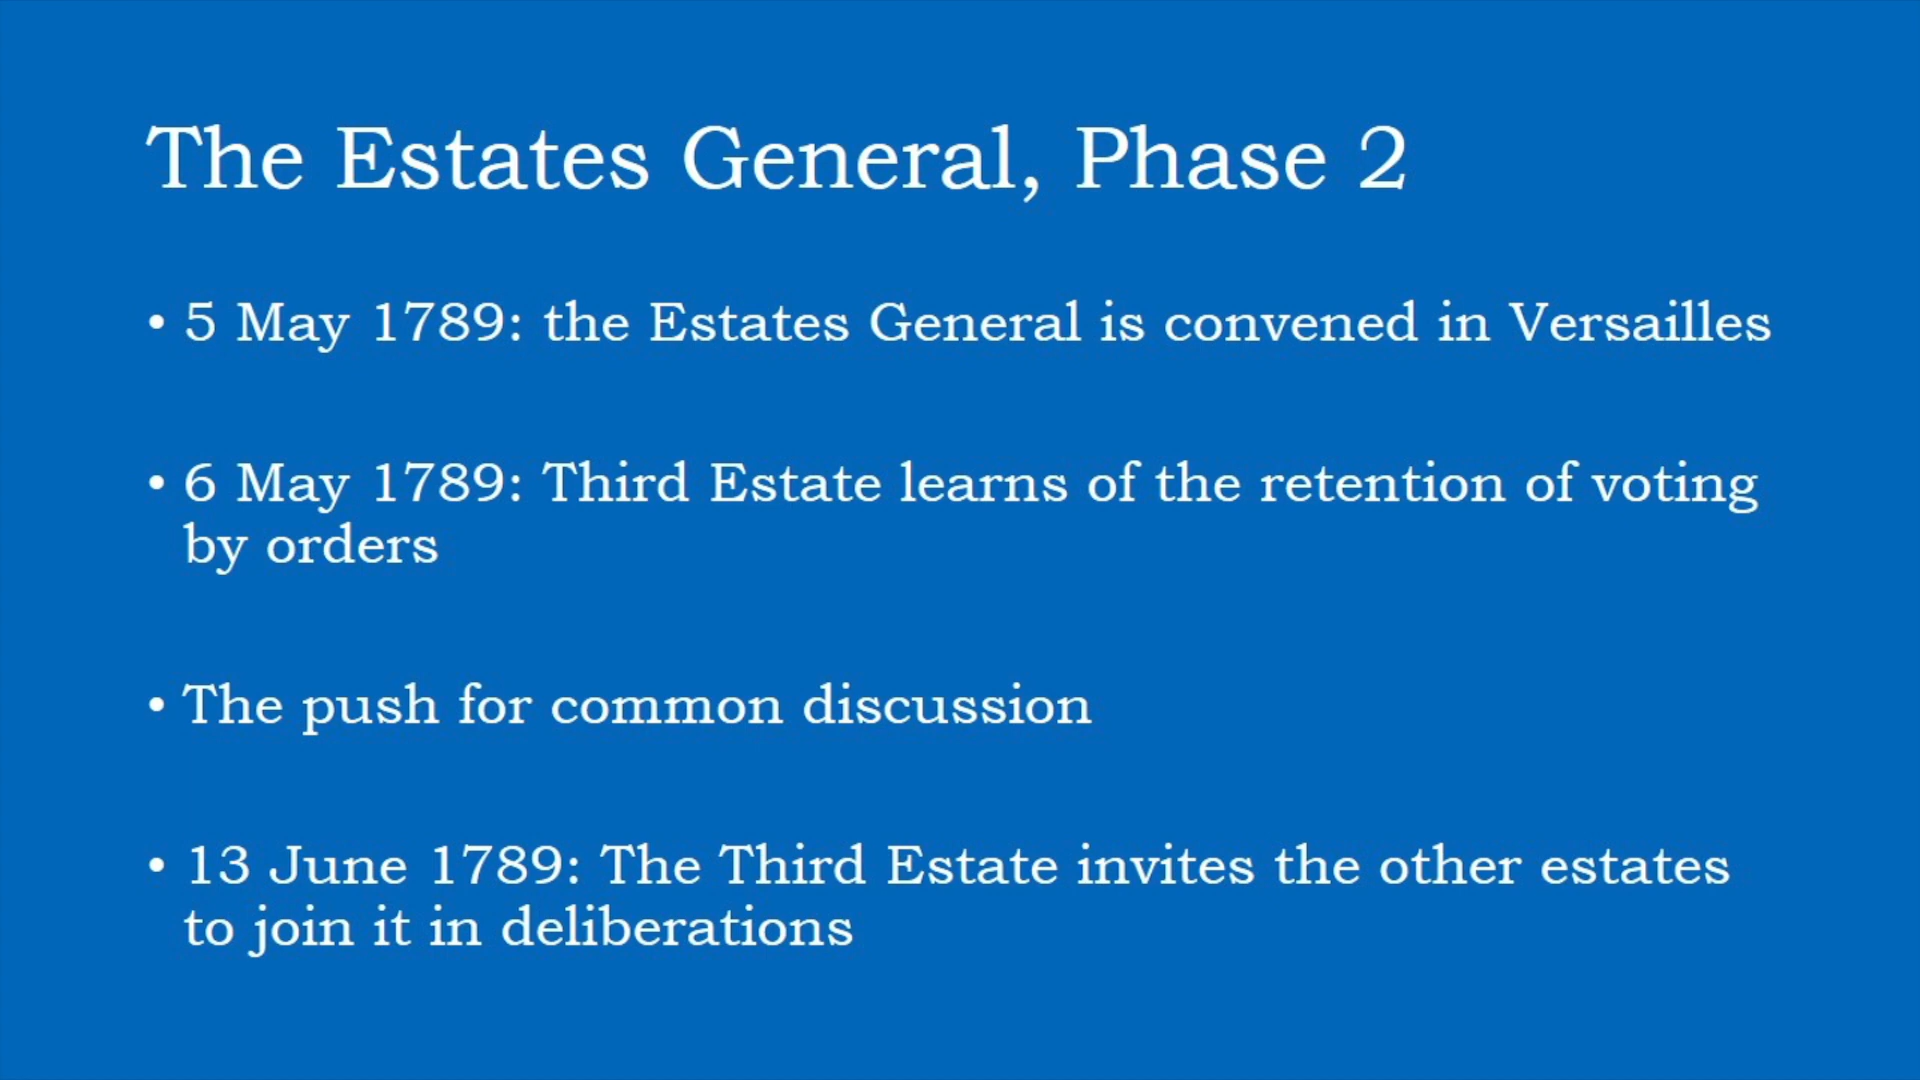 The Estates General, Phase 2
• 5 May 1789: the Estates General is convened in Versailles
• 6 May 1789: Third Estate learns of the retention of voting
by orders
• The push for common discussion
• 13 June 1789: The Third Estate invites the other estates
to join it in deliberations